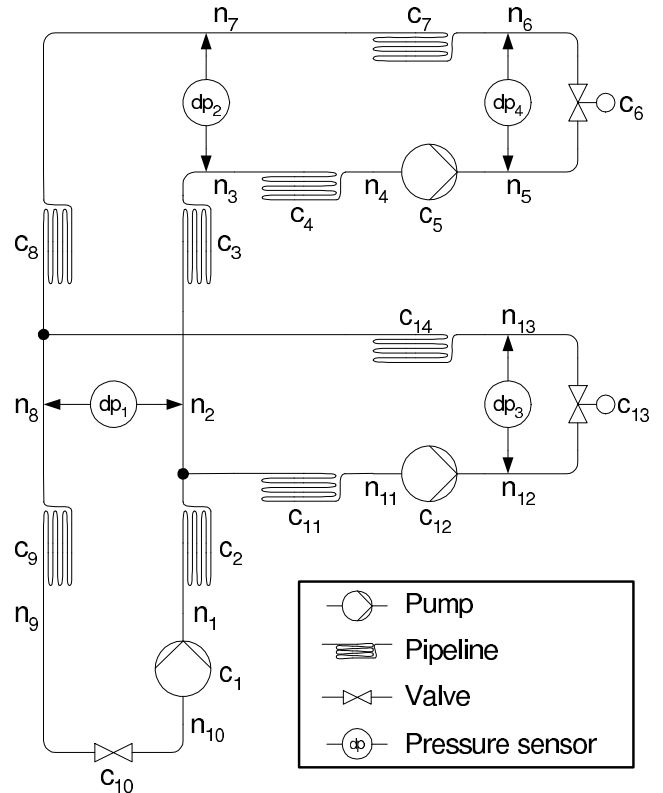 n7 c7 n6
dp2 dp4 c6
n3 c4 n4 c5 n5
c8 c3
c14 n13
n8 dp1 n2 dp3 c13
c11 n11 c12 n12
c9 c2
n9 n1
Pump
c1
Pipeline
n10
Valve
c10
dp Pressure sensor